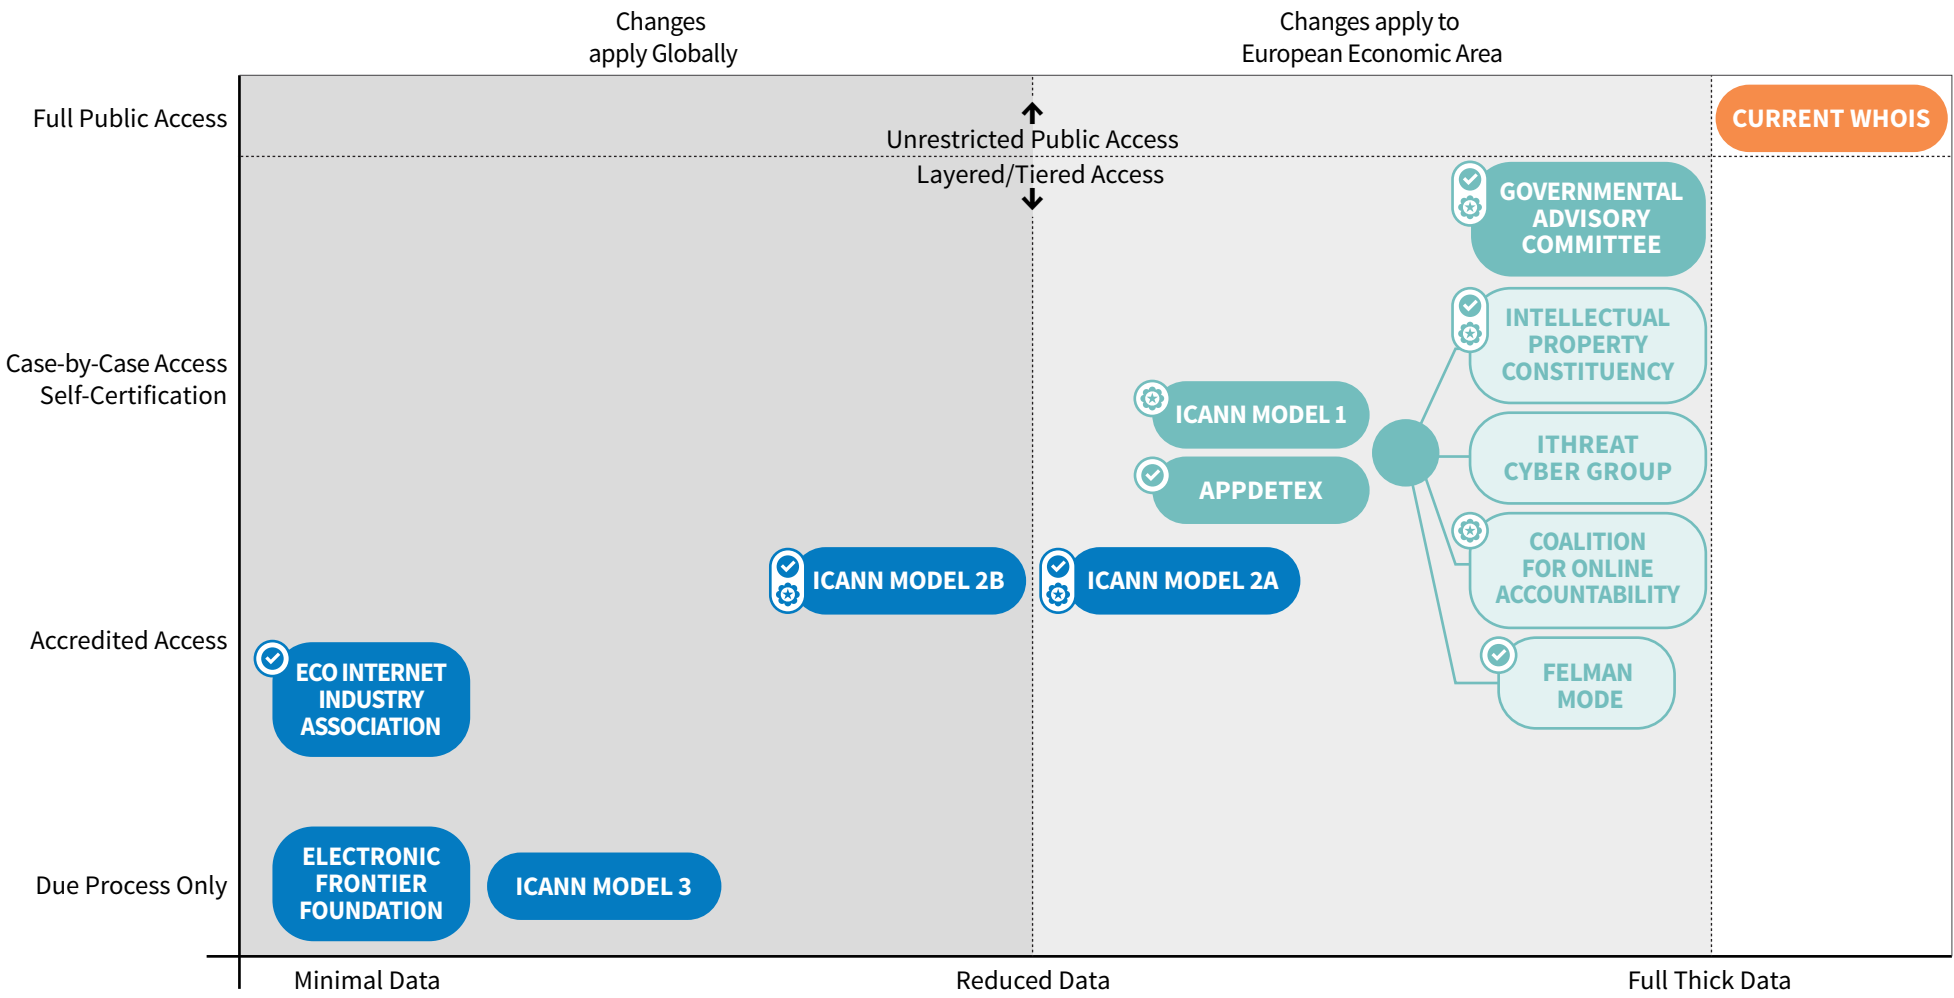 Changes
apply Globally
Changes apply to
European Economic Area
Full Public Access
CURRENT WHOIS
Unrestricted Public Access
Layered/Tiered Access
GOVERNMENTAL
ADVISORY
COMMITTEE
Case-by-Case Access
Self-Certification
INTELLECTUAL
PROPERTY
CONSTITUENCY
ICANN MODEL 1
ITHREAT
CYBER GROUP
APPDETEX
COALITION
FOR ONLINE
ACCOUNTABILITY
ICANN MODEL 2B
ICANN MODEL 2A
Accredited Access
ECO INTERNET
INDUSTRY
ASSOCIATION
FELMAN
MODE
Due Process Only
ELECTRONIC
FRONTIER
FOUNDATION
ICANN MODEL 3
Minimal Data
Reduced Data
Full Thick Data